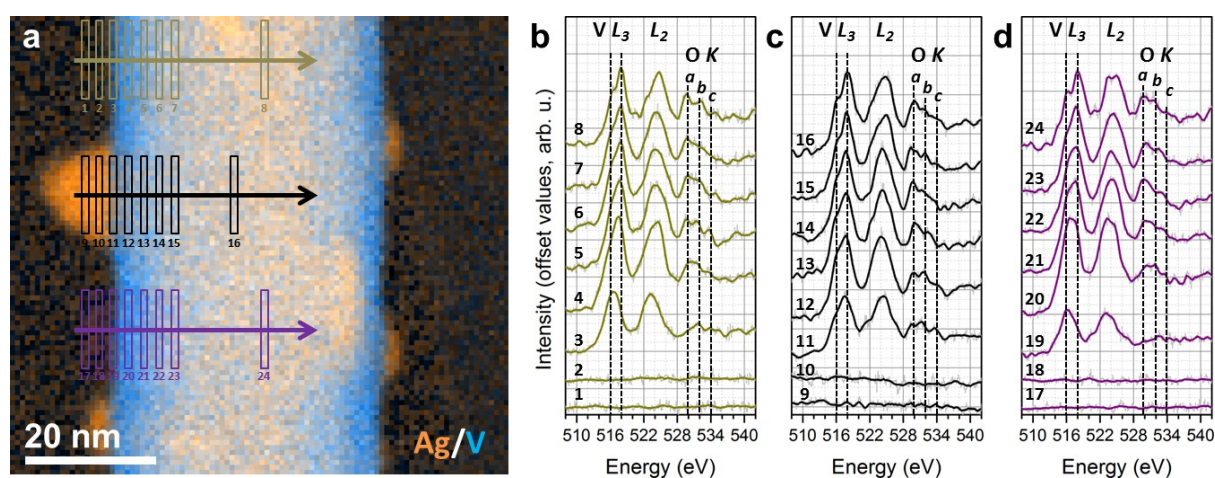 a
1 2 3 4 5 6 7 8
9 10 11 12 13 14 15 16
17 18 19 20 21 22 23 24
20 nm
Ag/V
b
V L3 L2
O K
a b c
8
7
6
5
4
3
2
1
510 516 522 528 534 540
Energy (eV)
Intensity (offset values, arb. u.)
c
V L3 L2
O K
a b c
16
15
14
13
12
11
10
9
510 516 522 528 534 540
Energy (eV)
d
V L3 L2
O K
a b c
24
23
22
21
20
19
18
17
510 516 522 528 534 540
Energy (eV)